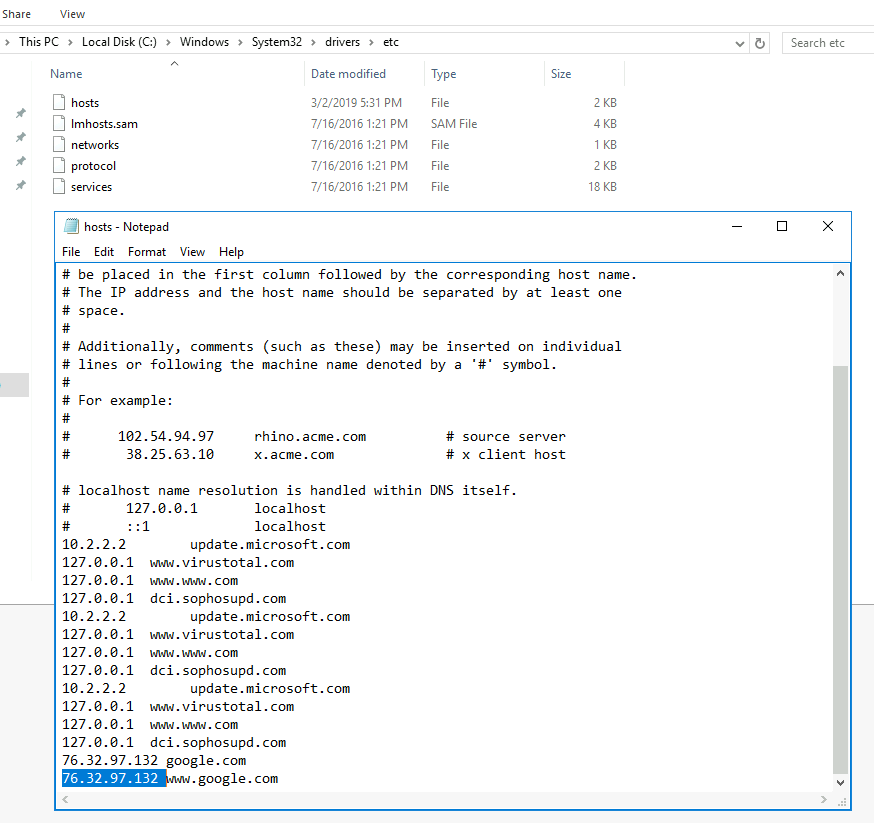 Share View
This PC > Local Disk (C:) > Windows > System32 > drivers > etc
Search etc
Name Date modified Type Size
hosts 3/2/2019 5:31 PM File 2 KB
lmhosts.sam 7/16/2016 1:21 PM SAM File 4 KB
networks 7/16/2016 1:21 PM File 1 KB
protocol 7/16/2016 1:21 PM File 2 KB
services 7/16/2016 1:21 PM File 18 KB
hosts - Notepad
File Edit Format View Help
# be placed in the first column followed by the corresponding host name.
# The IP address and the host name should be separated by at least one
# space.
#
# Additionally, comments (such as these) may be inserted on individual
# lines or following the machine name denoted by a '#' symbol.
#
# For example:
#
# 102.54.94.97 rhino.acme.com # source server
# 38.25.63.10 x.acme.com # x client host
# localhost name resolution is handled within DNS itself.
# 127.0.0.1 localhost
# ::1 localhost
10.2.2.2 update.microsoft.com
127.0.0.1 www.virustotal.com
127.0.0.1 www.www.com
127.0.0.1 dci.sophosupd.com
10.2.2.2 update.microsoft.com
127.0.0.1 www.virustotal.com
127.0.0.1 www.www.com
127.0.0.1 dci.sophosupd.com
10.2.2.2 update.microsoft.com
127.0.0.1 www.virustotal.com
127.0.0.1 www.www.com
127.0.0.1 dci.sophosupd.com
76.32.97.132 google.com
76.32.97.132 www.google.com